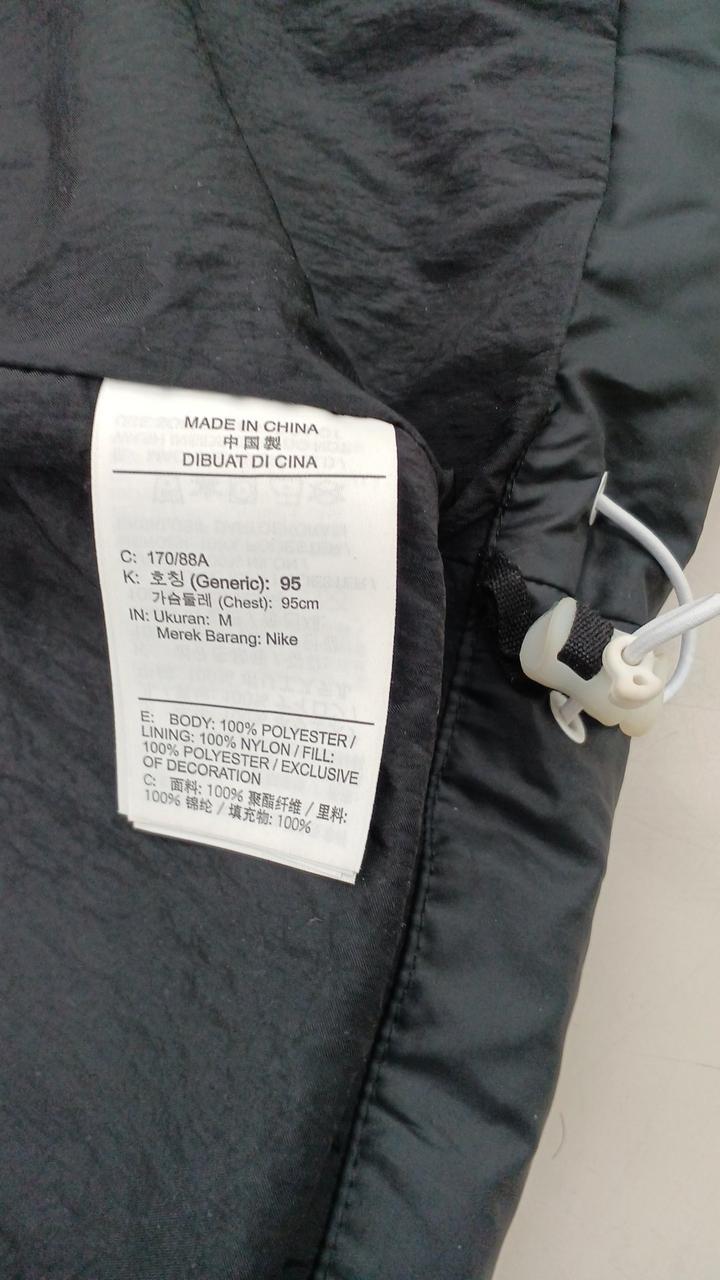 MADE IN CHINA
中国製
DIBUAT DI CINA
C: 170/88A
K: 호칭 (Generic): 95
가슴둘레 (Chest): 95cm
IN: Ukuran: M
Merek Barang: Nike
E: BODY: 100% POLYESTER /
LINING: 100% NYLON / FILL:
100% POLYESTER / EXCLUSIVE
OF DECORATION
C: 面料: 100% 聚酯纤维 / 里料:
100% 锦纶 / 填充物: 100%